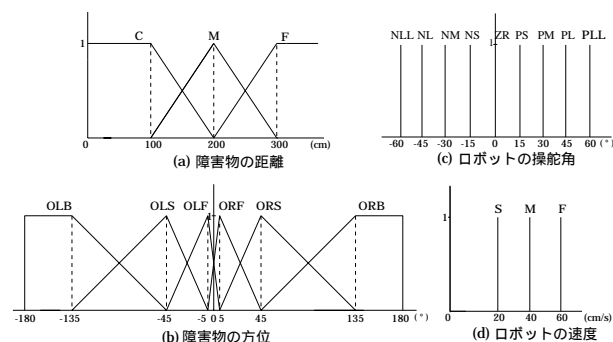 C M F
1
0 100 200 300 (cm)
(a) 障害物の距離
NLL NL NM NS ZR PS PM PL PLL
1
-60 -45 -30 -15 0 15 30 45 60 (°)
(c) ロボットの操舵角
OLB OLS OLF ORF ORS ORB
1
-180 -135 -45 -5 0 5 45 135 180 (°)
(b) 障害物の方位
S M F
1
0 20 40 60 (cm/s)
(d) ロボットの速度